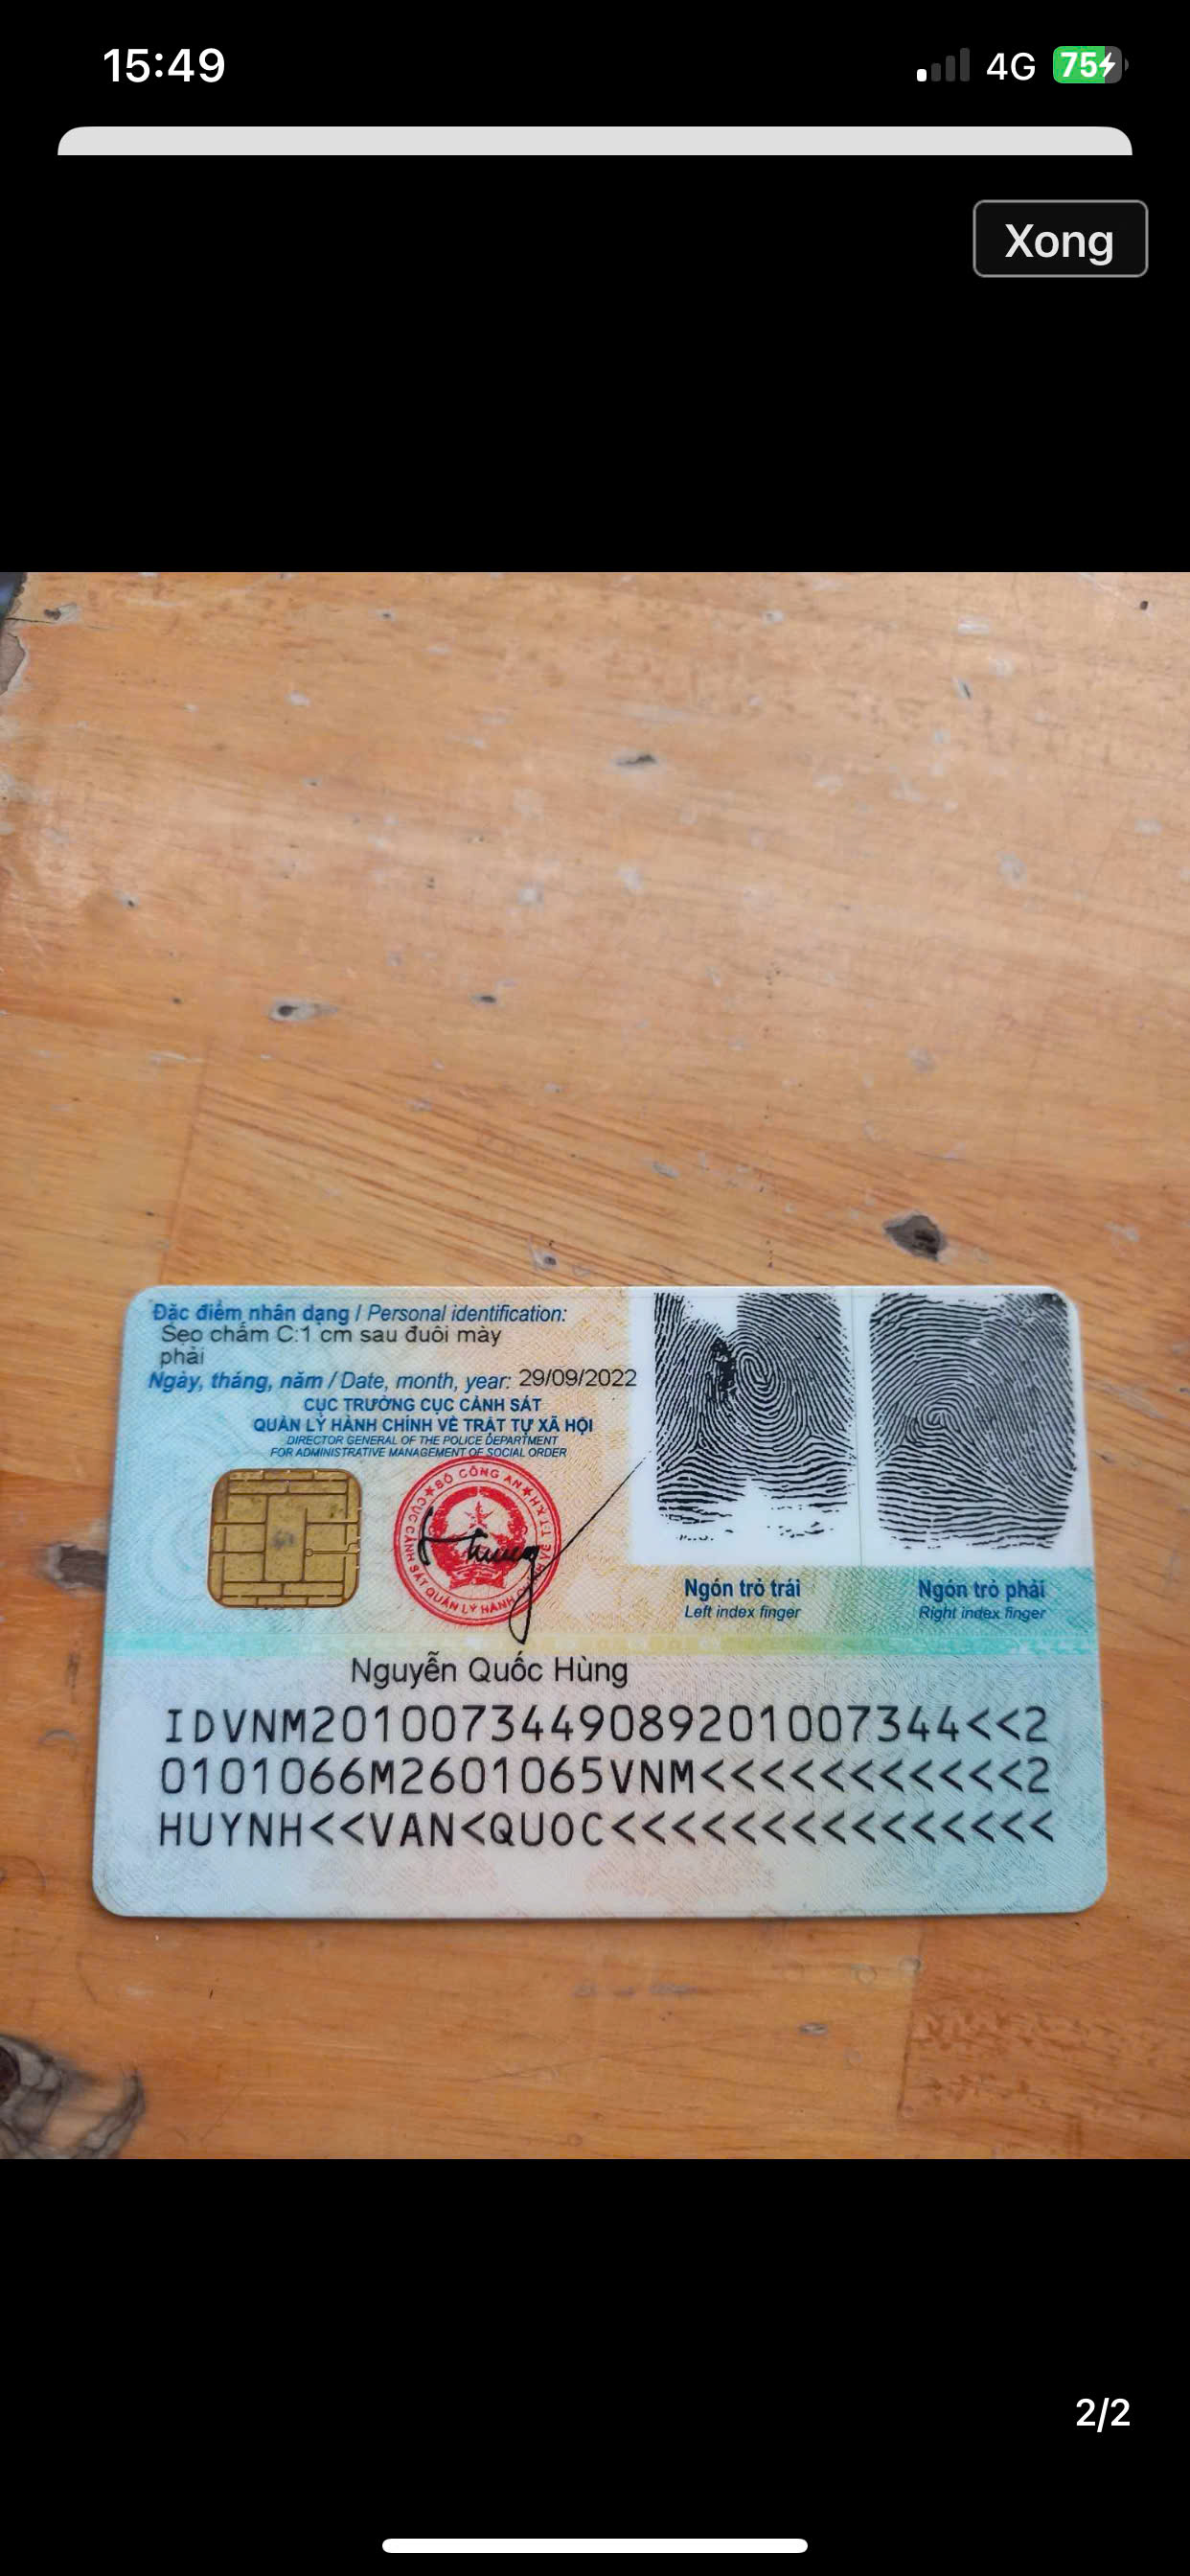 15:49
4G
75
Xong
Đặc điểm nhân dạng / Personal identification:
Sẹo chấm C:1 cm sau đuôi mày
phải
Ngày, tháng, năm / Date, month, year: 29/09/2022
CỤC TRƯỞNG CỤC CẢNH SÁT
QUẢN LÝ HÀNH CHÍNH VỀ TRẬT TỰ XÃ HỘI
DIRECTOR GENERAL OF THE POLICE DEPARTMENT
FOR ADMINISTRATIVE MANAGEMENT OF SOCIAL ORDER
BỘ CÔNG AN
CỤC CẢNH SÁT QUẢN LÝ HÀNH
Ngón trỏ trái
Left index finger
Ngón trỏ phải
Right index finger
Nguyễn Quốc Hùng
IDVNM2010073449089201007344<<2
0101066M2601065VNM<<<<<<<<<<<2
HUYNH<<VAN<QUOC<<<<<<<<<<<<<<<
2/2